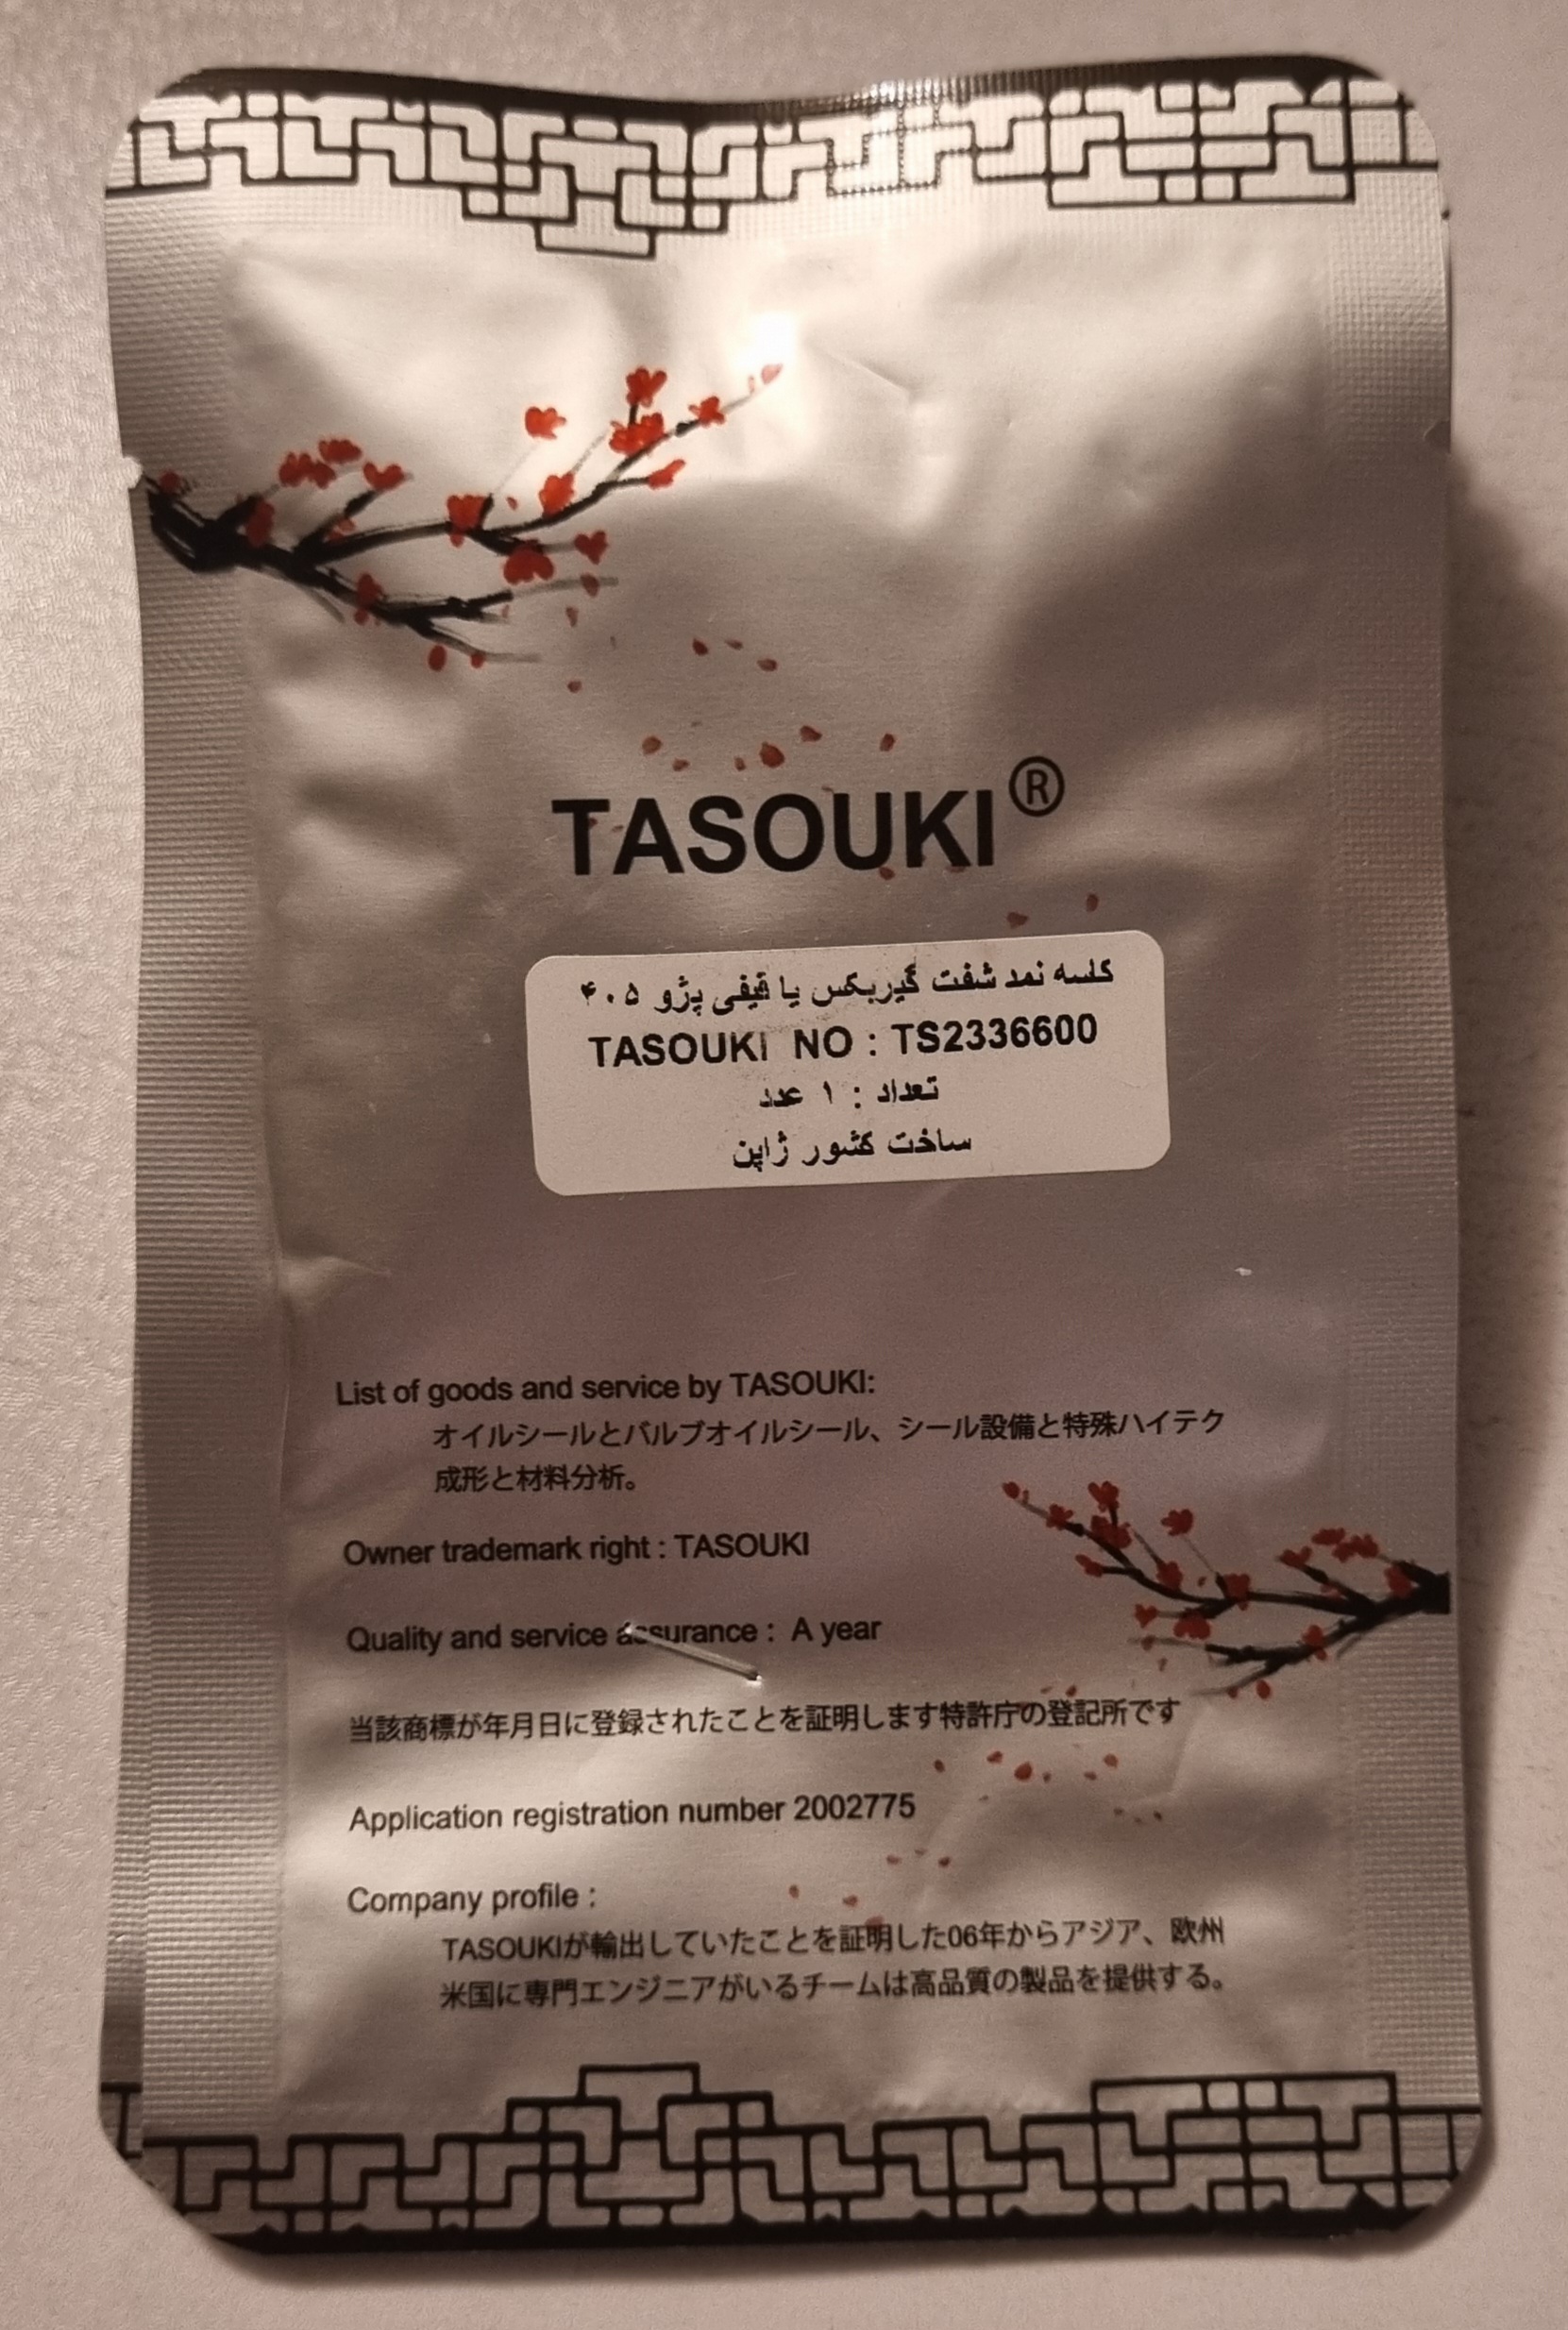 TASOUKI®
کاسه نمد شفت گیربکس یا قیفی پژو ۴۰۵
TASOUKI NO : TS2336600
تعداد : ۱ عدد
ساخت کشور ژاپن
List of goods and service by TASOUKI:
オイルシールとバルブオイルシール、シール設備と特殊ハイテク
成形と材料分析。
Owner trademark right : TASOUKI
Quality and service assurance : A year
当該商標が年月日に登録されたことを証明します特許庁の登記所です
Application registration number 2002775
Company profile :
TASOUKIが輸出していたことを証明した06年からアジア、欧州
米国に専門エンジニアがいるチームは高品質の製品を提供する。